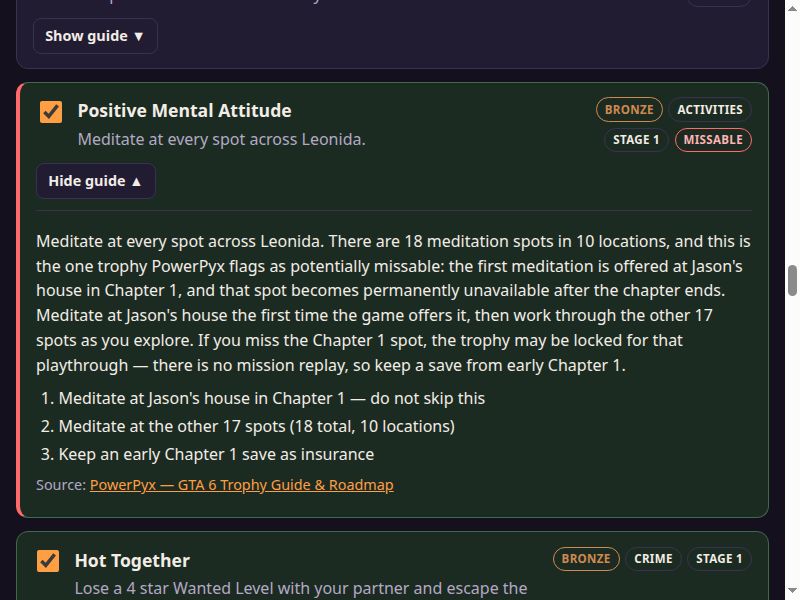 Show guide ▼
Positive Mental Attitude
BRONZE ACTIVITIES
Meditate at every spot across Leonida.
STAGE 1 MISSABLE
Hide guide ▲
Meditate at every spot across Leonida. There are 18 meditation spots in 10 locations, and this is
the one trophy PowerPyx flags as potentially missable: the first meditation is offered at Jason's
house in Chapter 1, and that spot becomes permanently unavailable after the chapter ends.
Meditate at Jason's house the first time the game offers it, then work through the other 17
spots as you explore. If you miss the Chapter 1 spot, the trophy may be locked for that
playthrough — there is no mission replay, so keep a save from early Chapter 1.
1. Meditate at Jason's house in Chapter 1 — do not skip this
2. Meditate at the other 17 spots (18 total, 10 locations)
3. Keep an early Chapter 1 save as insurance
Source: PowerPyx — GTA 6 Trophy Guide & Roadmap
Hot Together
BRONZE CRIME STAGE 1
Lose a 4 star Wanted Level with your partner and escape the